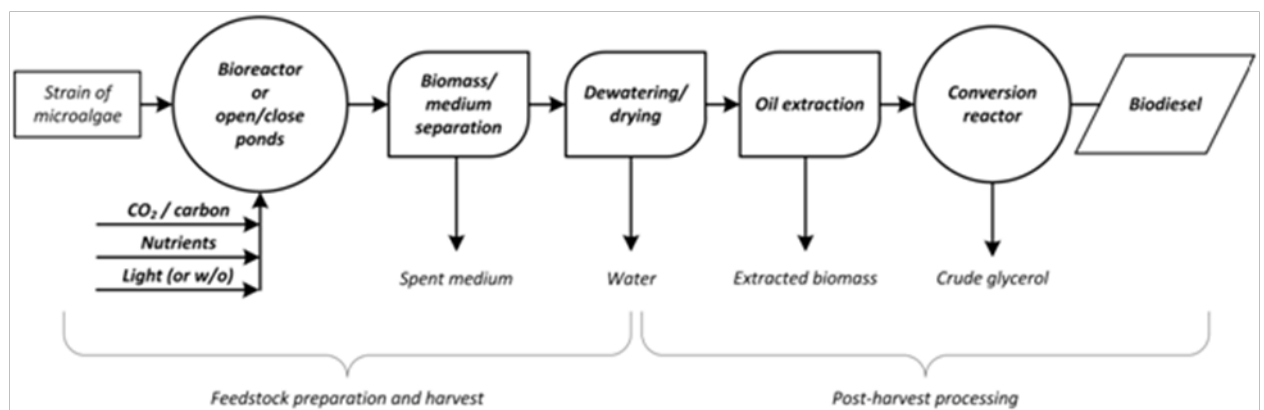 Strain of
microalgae
Bioreactor
or
open/close
ponds
Biomass/
medium
separation
Dewatering/
drying
Oil extraction
Conversion
reactor
Biodiesel
CO₂ / carbon
Nutrients
Light (or w/o)
Spent medium
Water
Extracted biomass
Crude glycerol
Feedstock preparation and harvest
Post-harvest processing